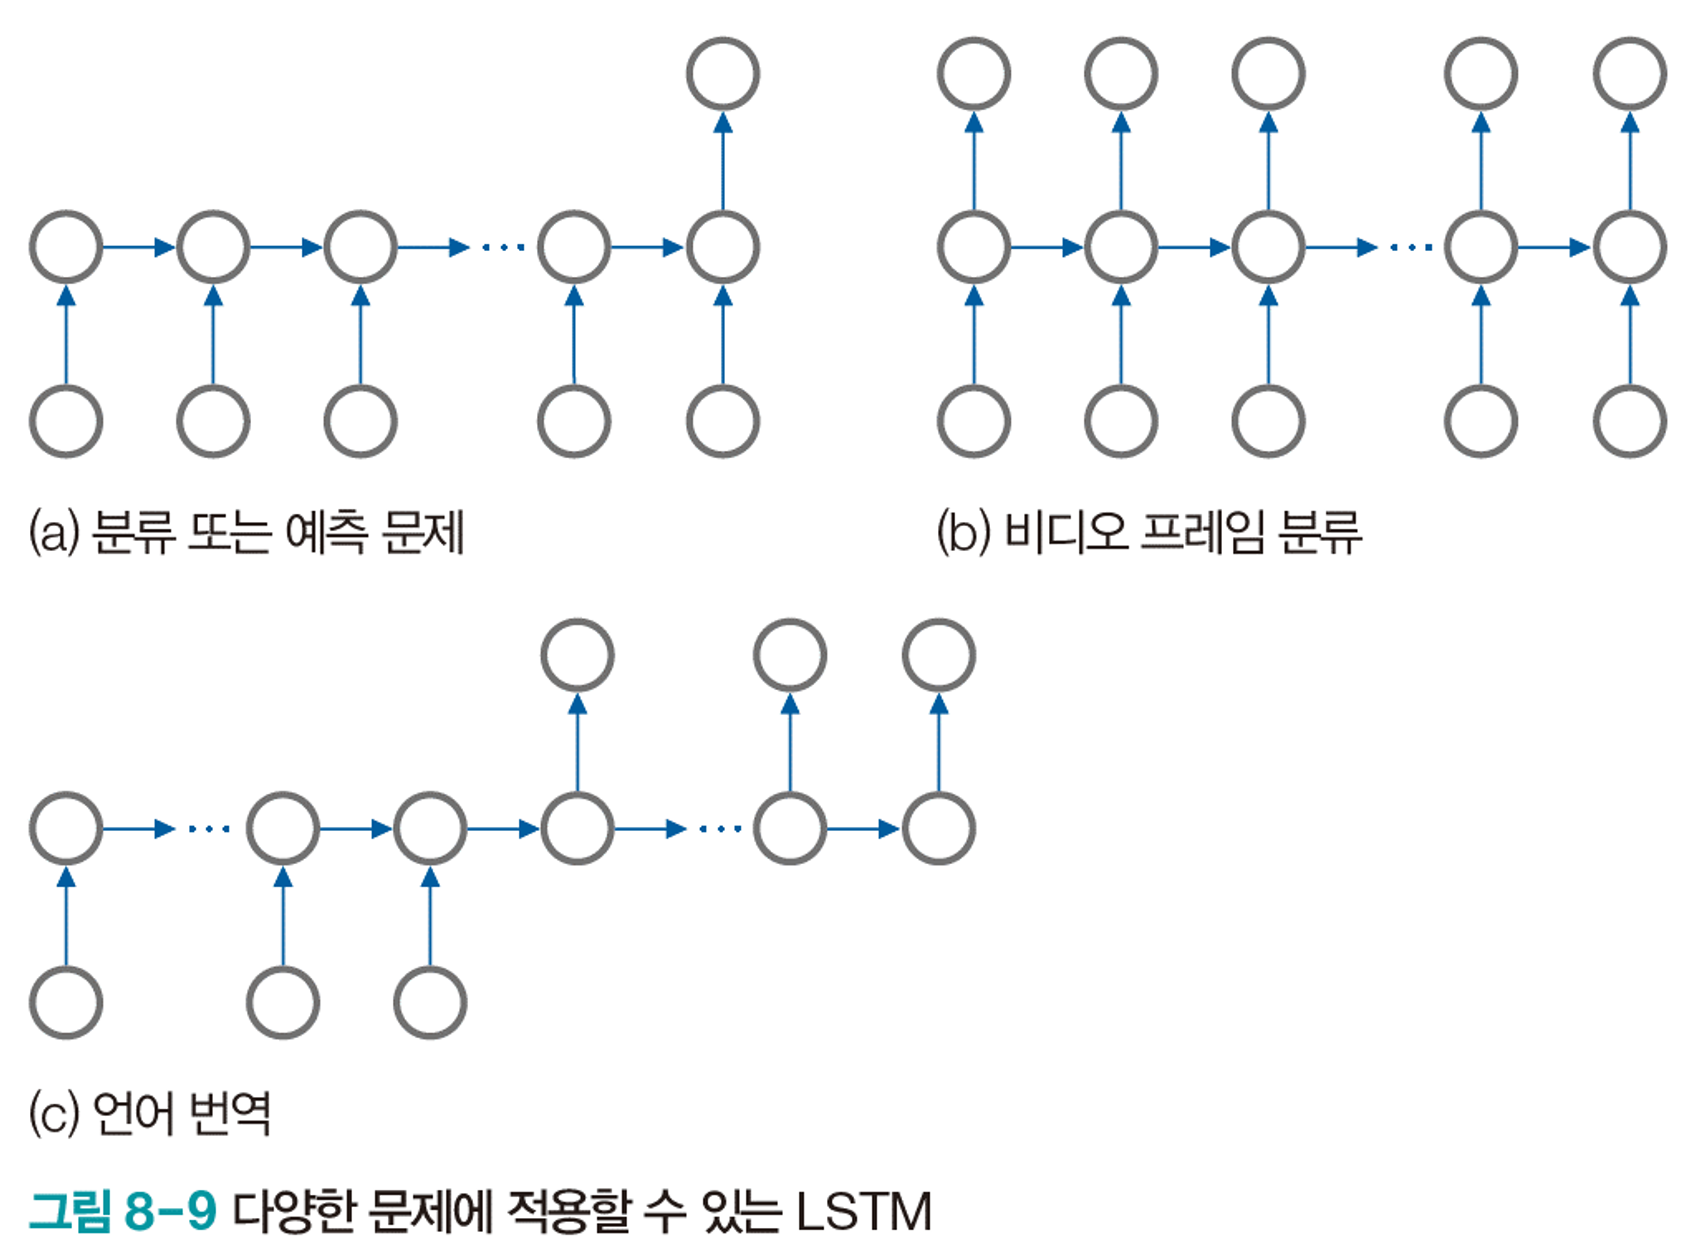 (a) 분류 또는 예측 문제
(b) 비디오 프레임 분류
(c) 언어 번역
그림 8-9 다양한 문제에 적용할 수 있는 LSTM